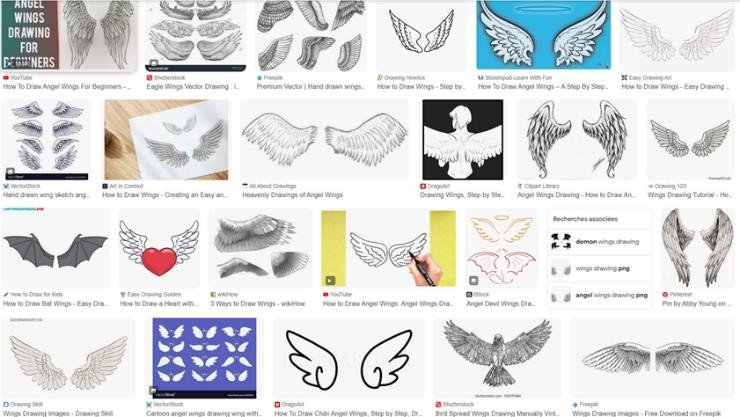 ANGEL
WINGS
DRAWING
FOR
BEGINNERS
YouTube
How To Draw Angel Wings For Beginners - ...
Shutterstock
Eagle Wings Vector Drawing : i...
Freepik
Premium Vector | Hand drawn wings...
Drawing Howtos
How to Draw Wings - Step by...
Storiespub-Learn With Fun
How To Draw Angel Wings – A Step By Step...
Easy Drawing Art
How to Draw Wings - Easy Drawing ...
VectorStock
Hand drawn wing sketch ang...
Art in Context
How to Draw Wings - Creating an Easy an...
All About Drawings
Heavenly Drawings of Angel Wings
DragoArt
Drawing Wings, Step by Ste...
Clipart Library
Angel Wings Drawing - How to Draw An...
Drawing 123
Wings Drawing Tutorial - Ho...
How to Draw for Kids
How to Draw Bat Wings - Easy Dra...
Easy Drawing Guides
How to Draw a Heart with...
wikiHow
3 Ways to Draw Wings - wikiHow
YouTube
How to Draw Angel Wings: Angel Wings Dra...
iStock
Angel Devil Wings Dra...
Recherches associées
demon wings drawing
wings drawing png
angel wings drawing png
Pinterest
Pin by Abby Young on ...
Drawing Skill
Wings Drawing Images - Drawing Skill
VectorStock
Cartoon angel wings drawing wing with...
DragoArt
How To Draw Chibi Angel Wings, Step by Step, Dr...
Shutterstock
Bird Spread Wings Drawing Manually Vint...
Freepik
Wings Drawing Images - Free Download on Freepik